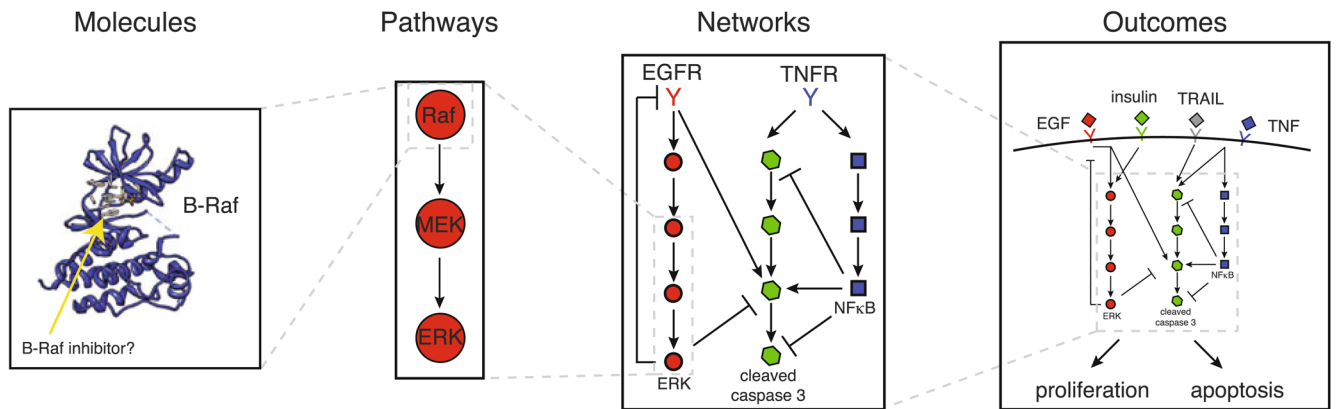 Molecules
Pathways
Networks
Outcomes
B-Raf
B-Raf inhibitor?
Raf
MEK
ERK
EGFR
TNFR
NFκB
ERK
cleaved
caspase 3
insulin
TRAIL
EGF
TNF
NFκB
ERK
cleaved
caspase 3
proliferation
apoptosis